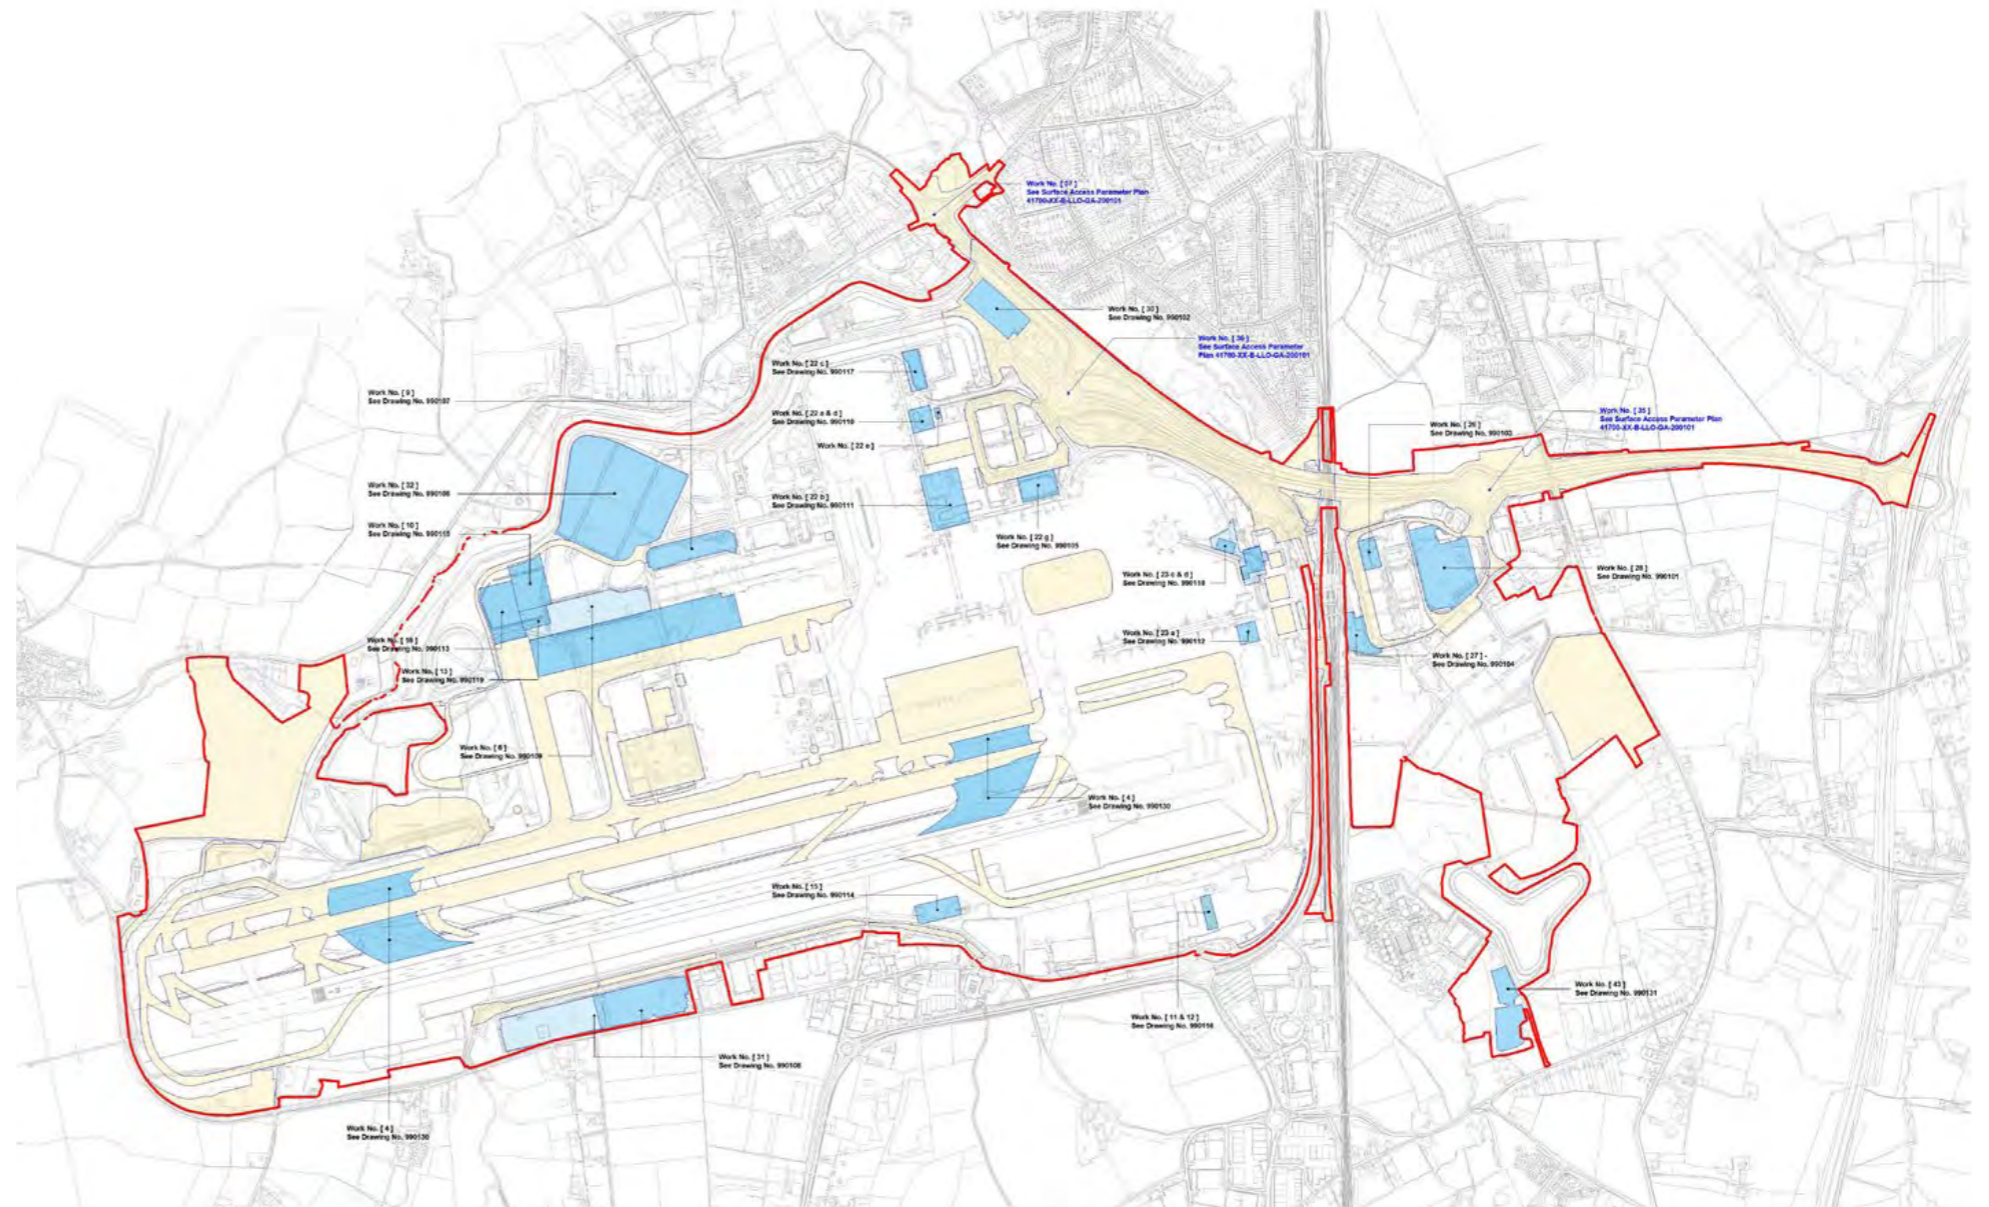 Work No. [ 37 ]
See Surface Access Parameter Plan
41700-XX-B-LLO-GA-200101
Work No. [ 30 ]
See Drawing No. 990102
Work No. [ 36 ]
See Surface Access Parameter
Plan 41700-XX-B-LLO-GA-200101
Work No. [ 22 c ]
See Drawing No. 990117
Work No. [ 9 ]
See Drawing No. 990107
Work No. [ 22 a & d ]
See Drawing No. 990110
Work No. [ 35 ]
See Surface Access Parameter Plan
41700-XX-B-LLO-GA-200101
Work No. [ 26 ]
See Drawing No. 990103
Work No. [ 22 e ]
Work No. [ 32 ]
See Drawing No. 990106
Work No. [ 22 b ]
See Drawing No. 990111
Work No. [ 10 ]
See Drawing No. 990115
Work No. [ 22 g ]
See Drawing No. 990105
Work No. [ 28 ]
See Drawing No. 990101
Work No. [ 23 c & d ]
See Drawing No. 990118
Work No. [ 23 a ]
See Drawing No. 990112
Work No. [ 16 ]
See Drawing No. 990113
Work No. [ 27 ] -
See Drawing No. 990104
Work No. [ 13 ]
See Drawing No. 990119
Work No. [ 6 ]
See Drawing No. 990109
Work No. [ 4 ]
See Drawing No. 990130
Work No. [ 15 ]
See Drawing No. 990114
Work No. [ 43 ]
See Drawing No. 990131
Work No. [ 11 & 12 ]
See Drawing No. 990116
Work No. [ 31 ]
See Drawing No. 990108
Work No. [ 4 ]
See Drawing No. 990130